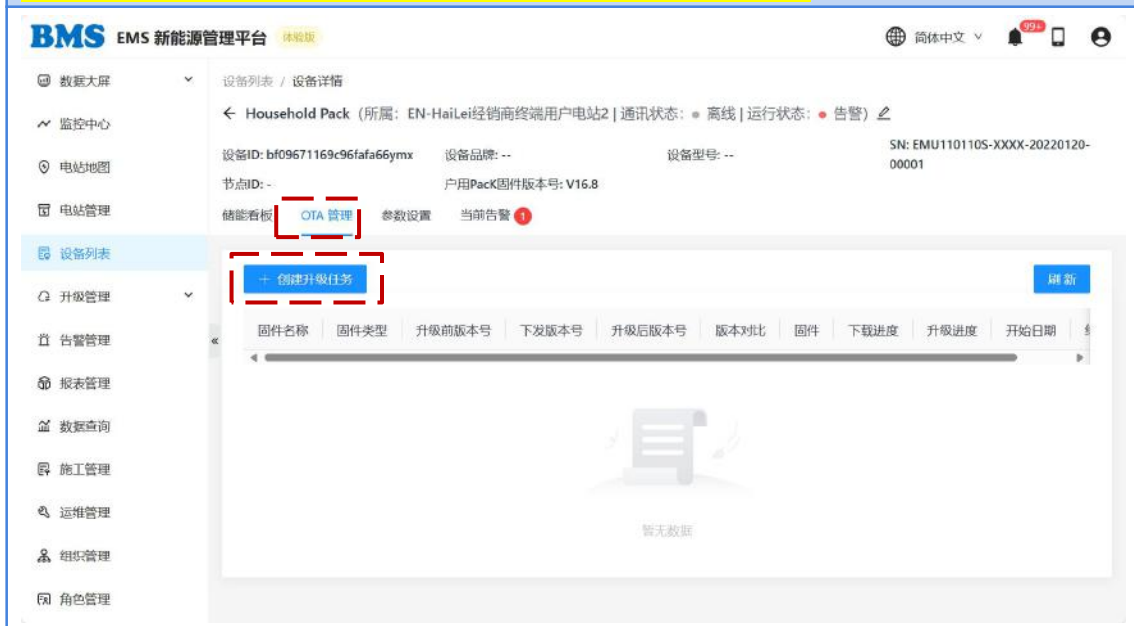 BMS EMS 新能源管理平台 体验版 简体中文 99+
数据大屏
监控中心
电站地图
电站管理
设备列表
升级管理
告警管理
报表管理
数据查询
施工管理
运维管理
组织管理
角色管理
设备列表 / 设备详情
← Household Pack (所属: EN-HaiLei经销商终端用户电站2 | 通讯状态: 离线 | 运行状态: 告警)
设备ID: bf09671169c96fafa66ymx 设备品牌: -- 设备型号: -- SN: EMU110110S-XXXX-20220120-
00001
节点ID: - 户用PacK固件版本号: V16.8
储能看板 OTA 管理 参数设置 当前告警 1
+ 创建升级任务 刷新
固件名称 固件类型 升级前版本号 下发版本号 升级后版本号 版本对比 固件 下载进度 升级进度 开始日期
«
暂无数据